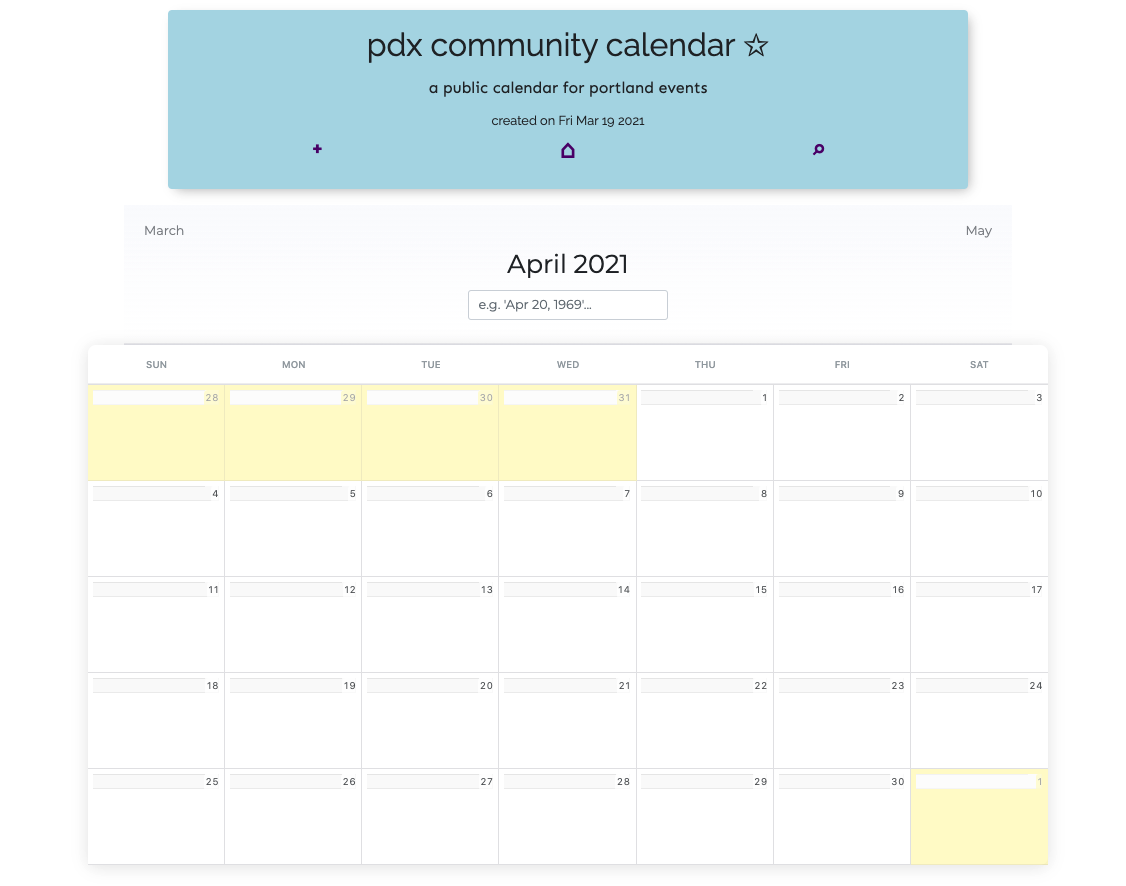 pdx community calendar ☆
a public calendar for portland events
created on Fri Mar 19 2021
March May
April 2021
e.g. 'Apr 20, 1969'...
SUN MON TUE WED THU FRI SAT
28 29 30 31 1 2 3
4 5 6 7 8 9 10
11 12 13 14 15 16 17
18 19 20 21 22 23 24
25 26 27 28 29 30 1